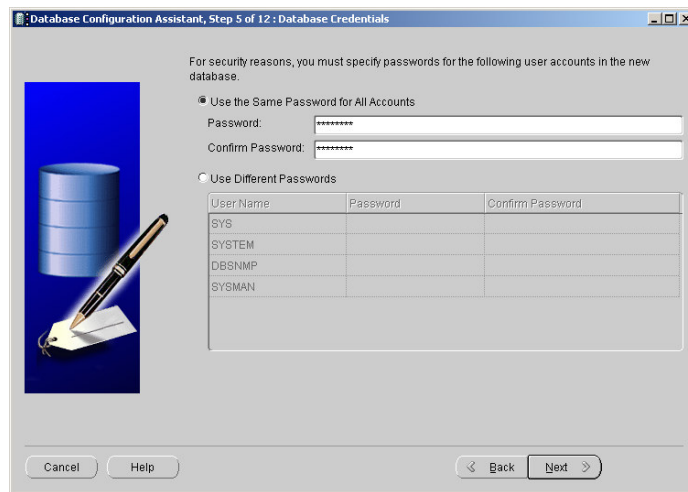 Database Configuration Assistant, Step 5 of 12 : Database Credentials
For security reasons, you must specify passwords for the following user accounts in the new
database.
Use the Same Password for All Accounts
Password: ********
Confirm Password: ********
Use Different Passwords
User Name Password Confirm Password
SYS
SYSTEM
DBSNMP
SYSMAN
Cancel Help Back Next